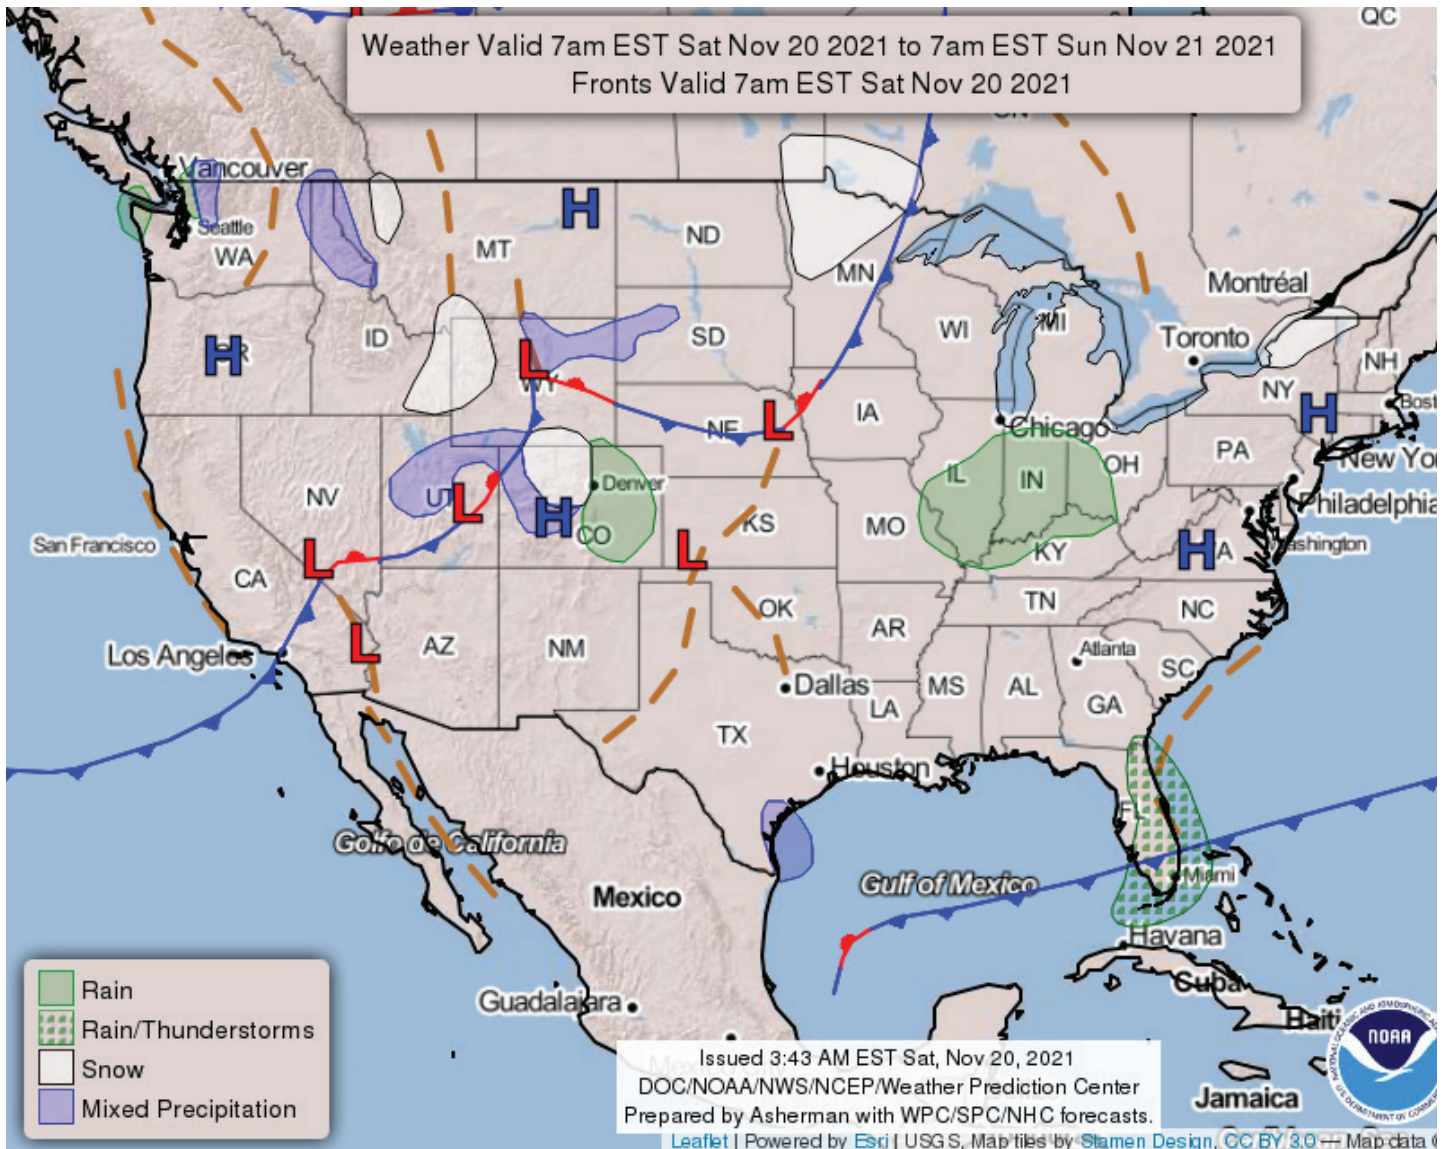 Weather Valid 7am EST Sat Nov 20 2021 to 7am EST Sun Nov 21 2021
Fronts Valid 7am EST Sat Nov 20 2021
QC
Vancouver
Seattle
WA
MT
ND
MN
H
Montréal
OR
H
ID
L
WY
SD
WI
MI
Toronto
NH
NY
H
Bost
L
NE
IA
Chicago
PA
New Yo
NV
UT
L
Denver
IL
IN
OH
Philadelphia
H
CO
KS
MO
San Francisco
L
CA
L
KY
H
A
ashington
Los Angeles
L
AZ
NM
OK
TN
NC
AR
Atlanta
SC
Dallas
MS
AL
GA
LA
TX
Houston
FL
Golfo de California
Gulf of Mexico
Miami
Mexico
Havana
Cuba
Haiti
Guadalajara
Mexico City
Jamaica
Rain
Rain/Thunderstorms
Snow
Mixed Precipitation
Issued 3:43 AM EST Sat, Nov 20, 2021
DOC/NOAA/NWS/NCEP/Weather Prediction Center
Prepared by Asherman with WPC/SPC/NHC forecasts.
NOAA
Leaflet | Powered by Esri | USGS, Map tiles by Stamen Design, CC BY 3.0 — Map data ©